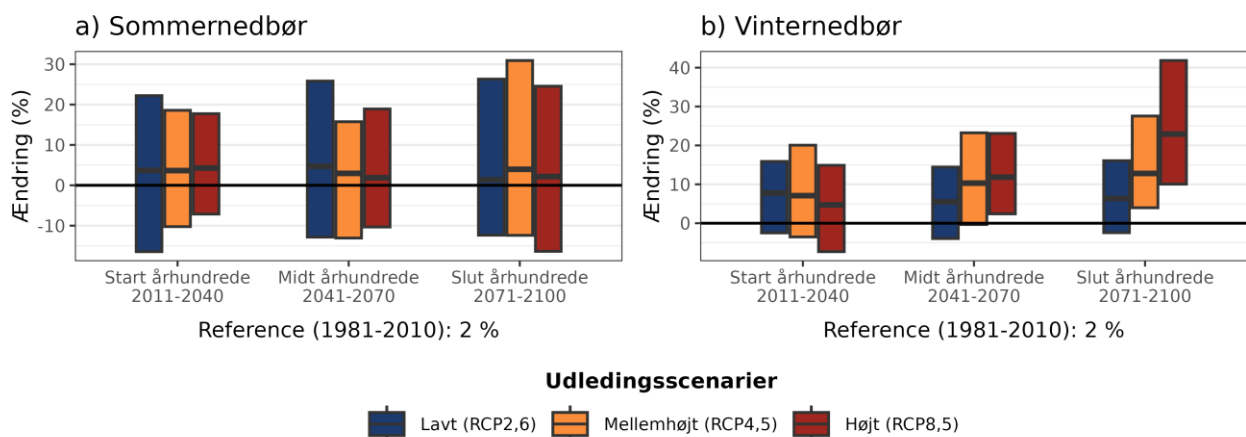 a) Sommernedbør
Ændring (%)
30
20
10
0
-10
Start århundrede
2011-2040
Midt århundrede
2041-2070
Slut århundrede
2071-2100
Reference (1981-2010): 2 %
b) Vinternedbør
Ændring (%)
40
30
20
10
0
Start århundrede
2011-2040
Midt århundrede
2041-2070
Slut århundrede
2071-2100
Reference (1981-2010): 2 %
Udledingsscenarier
Lavt (RCP2,6)
Mellemhøjt (RCP4,5)
Højt (RCP8,5)